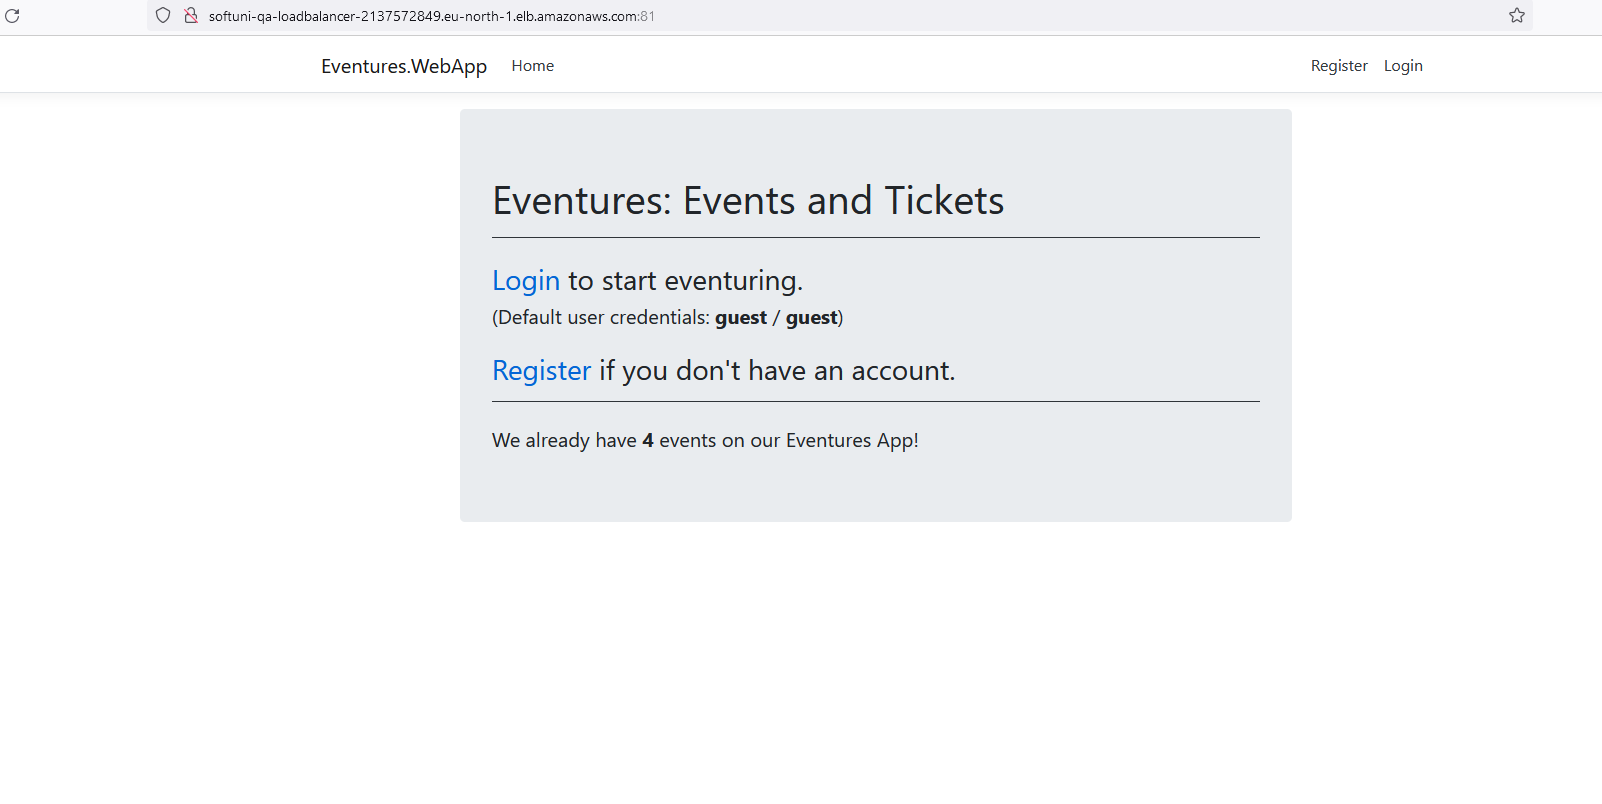 softuni-qa-loadbalancer-2137572849.eu-north-1.elb.amazonaws.com:81
Eventures.WebApp Home Register Login
Eventures: Events and Tickets
Login to start eventuring.
(Default user credentials: guest / guest)
Register if you don't have an account.
We already have 4 events on our Eventures App!